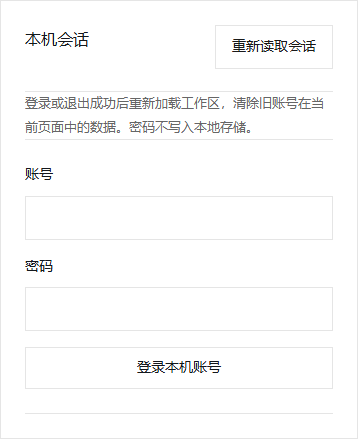 本机会话
重新读取会话
登录或退出成功后重新加载工作区，清除旧账号在当
前页面中的数据。密码不写入本地存储。
账号
密码
登录本机账号